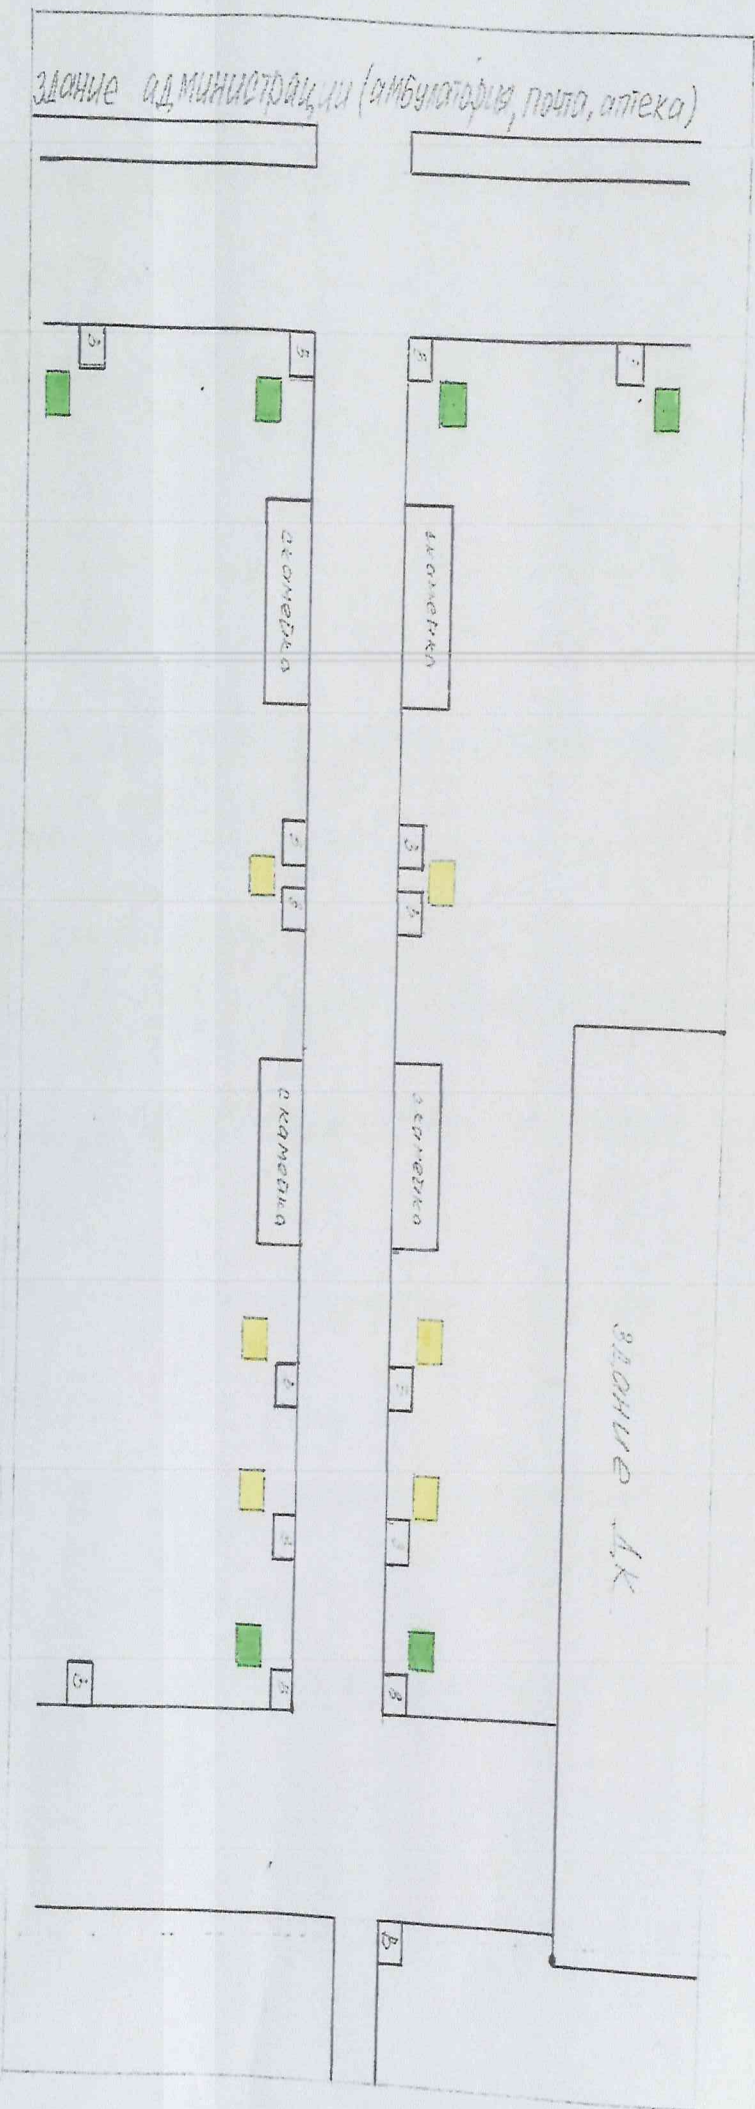 здание администрации (амбулатория, почта, аптека)
З
Б
скамейка
скамейка
З
скамейка
скамейка
здание ДК
Б
В
В
В